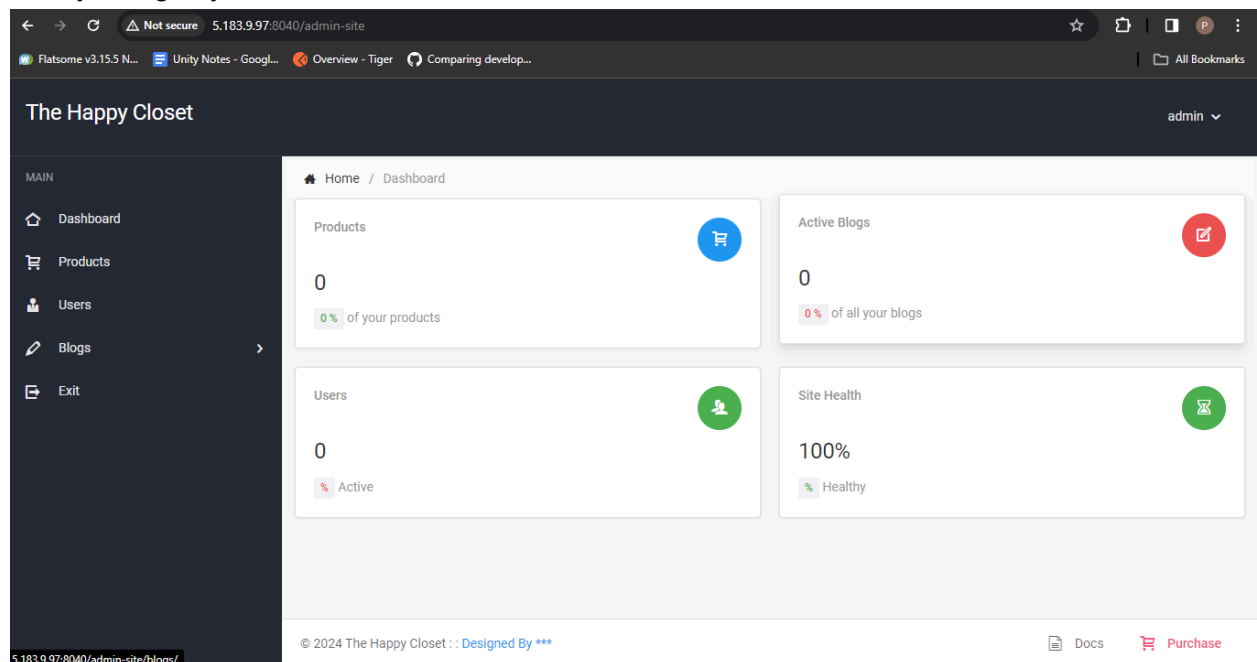 Not secure 5.183.9.97:8040/admin-site P
Flatsome v3.15.5 N... Unity Notes - Googl... Overview - Tiger Comparing develop... All Bookmarks
The Happy Closet admin
MAIN
Dashboard
Products
Users
Blogs
Exit
Home / Dashboard
Products
0
0 % of your products
Active Blogs
0
0 % of all your blogs
Users
0
% Active
Site Health
100%
% Healthy
© 2024 The Happy Closet : : Designed By *** Docs Purchase
5.183.9.97:8040/admin-site/blogs/